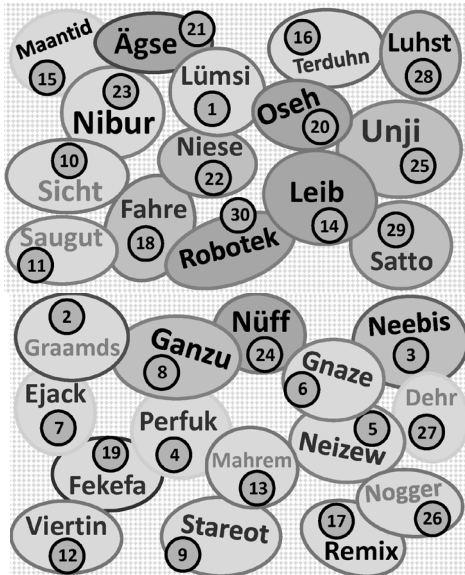 Maantid
15
Ägse
21
16
Terduhn
Luhst
28
23
Nibur
Lümsi
1
Oseh
20
Unji
25
10
Sicht
Niese
22
Fahre
18
30
Robotek
Leib
14
29
Satto
Saugut
11
2
Graamds
Ganzu
8
Nüff
24
Neebis
3
Gnaze
6
Ejack
7
Perfuk
4
5
Neizew
Dehr
27
19
Fekefa
Mahrem
13
Nogger
26
Viertin
12
Stareot
9
17
Remix